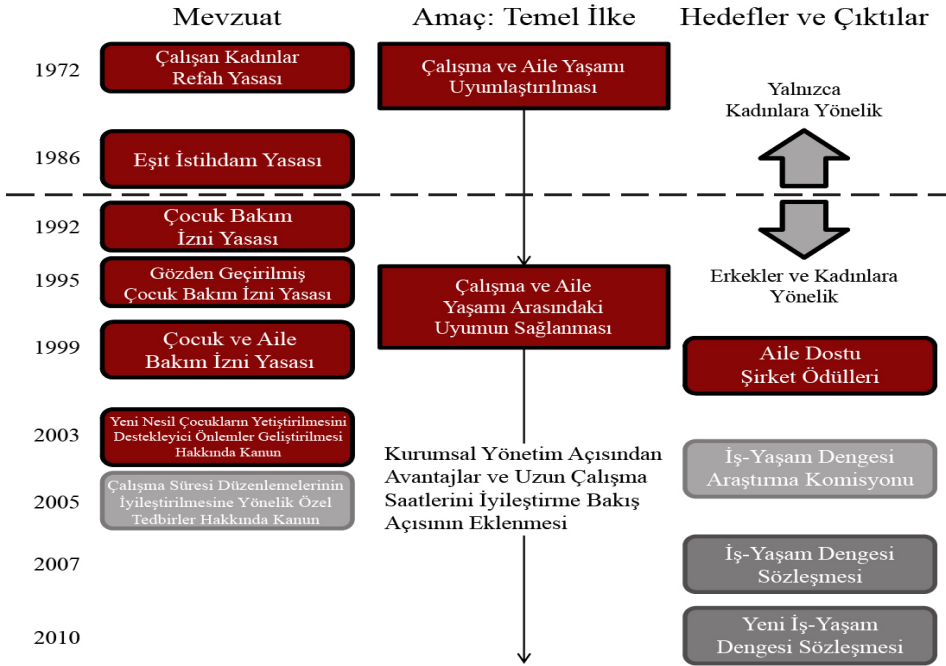 Mevzuat
Amaç: Temel İlke
Hedefler ve Çıktılar
1972
Çalışan Kadınlar
Refah Yasası
Çalışma ve Aile Yaşamı
Uyumlaştırılması
Yalnızca
Kadınlara Yönelik
1986
Eşit İstihdam Yasası
1992
Çocuk Bakım
İzni Yasası
1995
Gözden Geçirilmiş
Çocuk Bakım İzni Yasası
Çalışma ve Aile
Yaşamı Arasındaki
Uyumun Sağlanması
Erkekler ve Kadınlara
Yönelik
1999
Çocuk ve Aile
Bakım İzni Yasası
Aile Dostu
Şirket Ödülleri
2003
Yeni Nesil Çocukların Yetiştirilmesini
Destekleyici Önlemler Geliştirilmesi
Hakkında Kanun
Kurumsal Yönetim Açısından
Avantajlar ve Uzun Çalışma
Saatlerini İyileştirme Bakış
Açısının Eklenmesi
İş-Yaşam Dengesi
Araştırma Komisyonu
2005
Çalışma Süresi Düzenlemelerinin
İyileştirilmesine Yönelik Özel
Tedbirler Hakkında Kanun
2007
İş-Yaşam Dengesi
Sözleşmesi
2010
Yeni İş-Yaşam
Dengesi Sözleşmesi